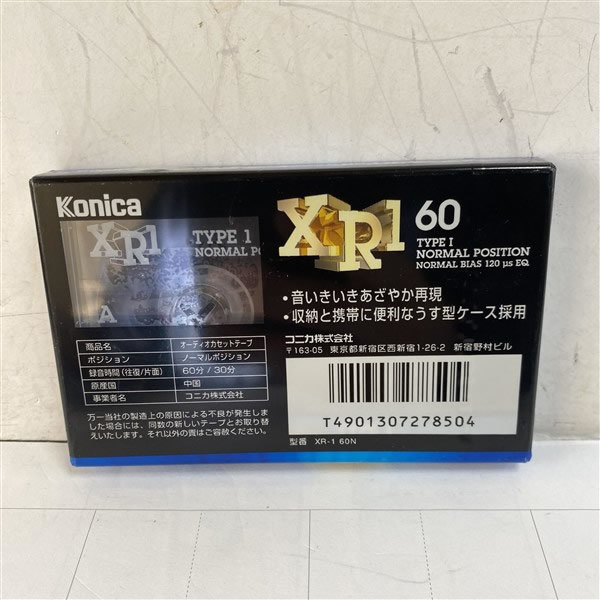 Konica
XR1
TYPE 1
NORMAL PO
A
XR1 60
TYPE I
NORMAL POSITION
NORMAL BIAS 120 µs EQ
・音いきいきあざやか再現
・収納と携帯に便利なうす型ケース採用
コニカ株式会社
〒163-05 東京都新宿区西新宿1-26-2 新宿野村ビル
商品名 オーディオカセットテープ
ポジション ノーマルポジション
録音時間(往復/片面) 60分/30分
原産国 中国
事業者名 コニカ株式会社
万一当社の製造上の原因による不良が発生しま
した場合には、同数の新しいテープとお取り替
えいたします。それ以外の責はご容赦ください。
T4901307278504
型番 XR-1 60N